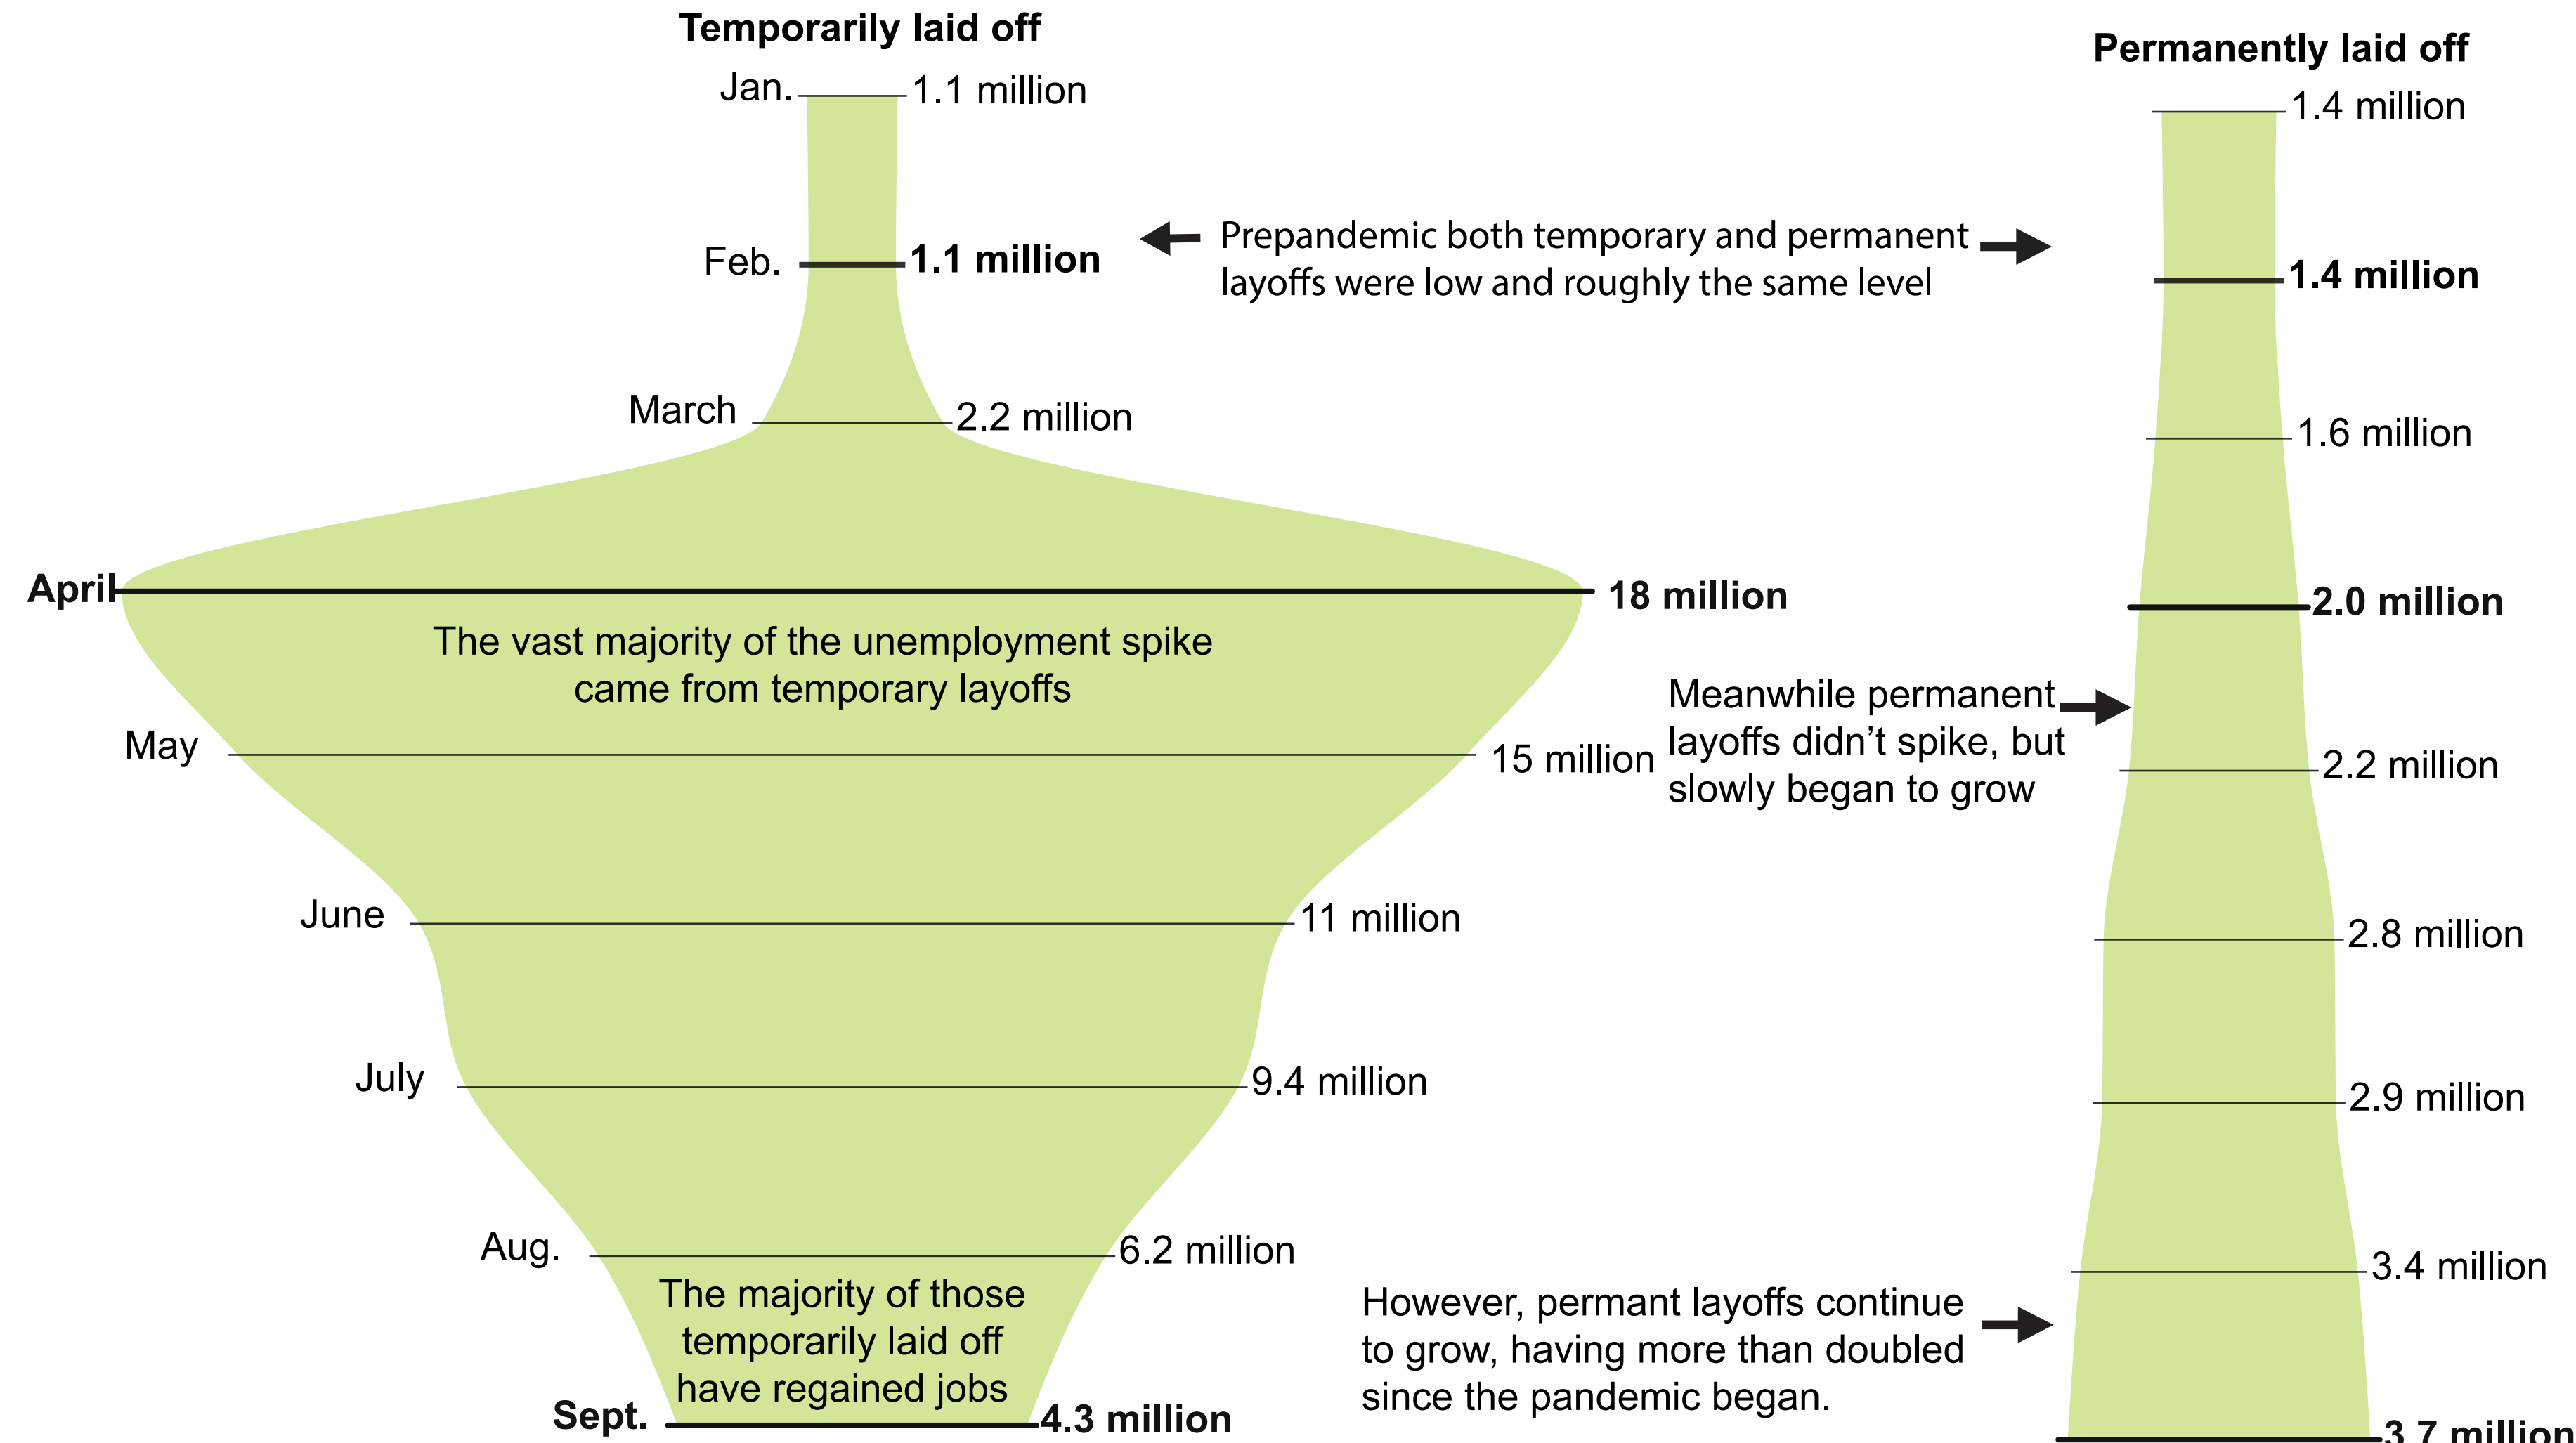 Temporarily laid off
Permanently laid off
Jan.
1.1 million
1.4 million
Prepandemic both temporary and permanent
layoffs were low and roughly the same level
Feb.
1.1 million
1.4 million
March
2.2 million
1.6 million
April
18 million
2.0 million
The vast majority of the unemployment spike
came from temporary layoffs
Meanwhile permanent
layoffs didn’t spike, but
slowly began to grow
May
15 million
2.2 million
June
11 million
2.8 million
July
9.4 million
2.9 million
Aug.
6.2 million
3.4 million
The majority of those
temporarily laid off
have regained jobs
However, permant layoffs continue
to grow, having more than doubled
since the pandemic began.
Sept.
4.3 million
3.7 million